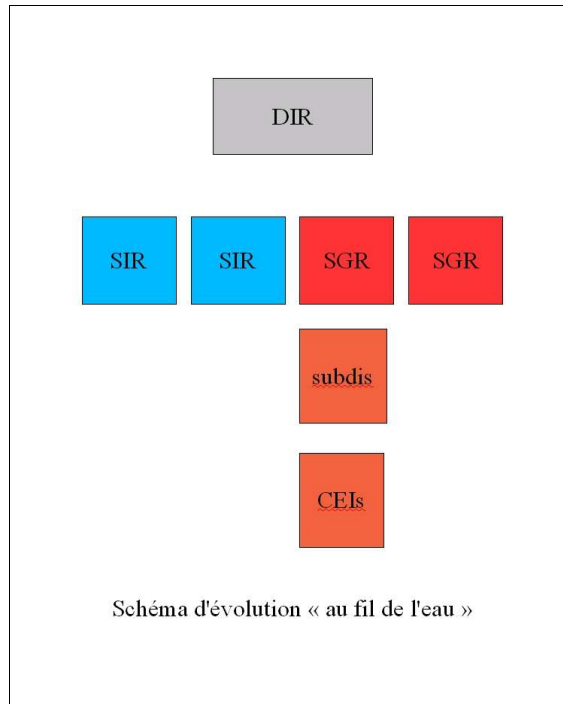 DIR
SIR SIR SGR SGR
subdis
CEIs
Schéma d'évolution « au fil de l'eau »